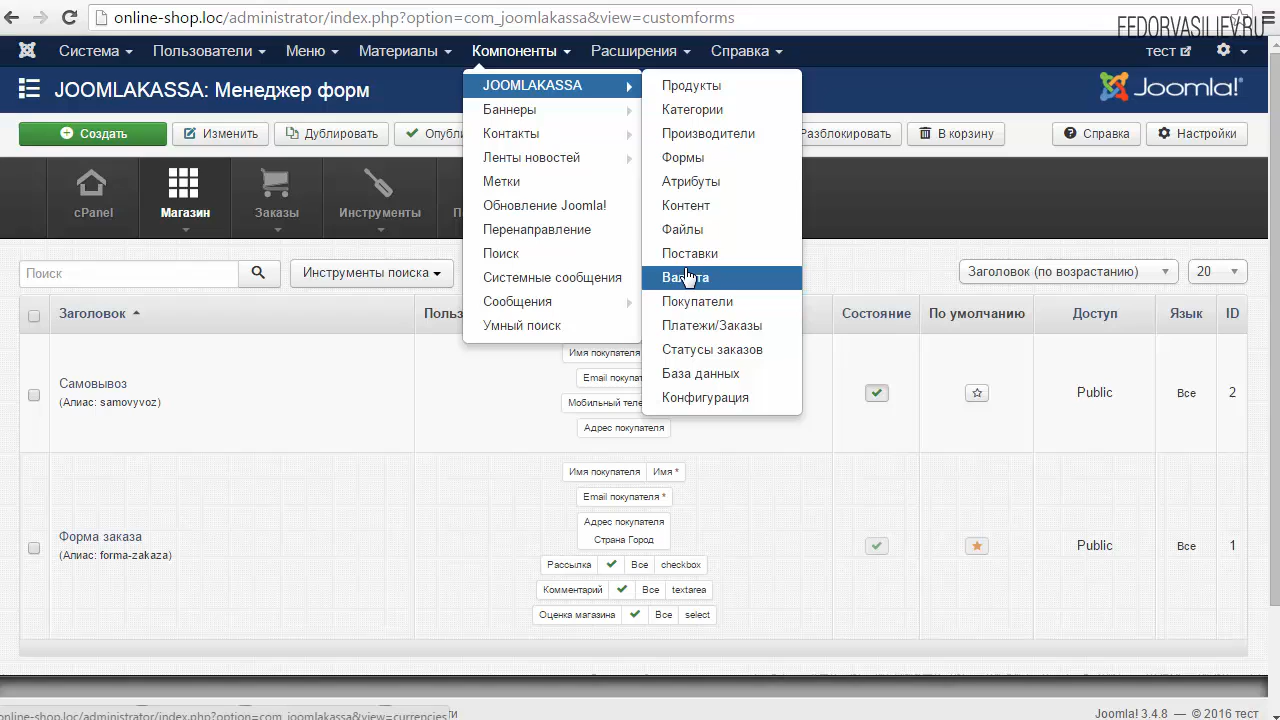 online-shop.loc/administrator/index.php?option=com_joomlakassa&view=customforms
FEDORVASILIEV.RU
Система Пользователи Меню Материалы Компоненты Расширения Справка тест
JOOMLAKASSA: Менеджер форм
Joomla!
Создать Изменить Дублировать Разблокировать В корзину Справка Настройки
cPanel
Магазин
Заказы
Инструменты
JOOMLAKASSA
Баннеры
Контакты
Ленты новостей
Метки
Обновление Joomla!
Перенаправление
Поиск
Системные сообщения
Сообщения
Умный поиск
Продукты
Категории
Производители
Формы
Атрибуты
Контент
Файлы
Поставки
Валюта
Покупатели
Платежи/Заказы
Статусы заказов
База данных
Конфигурация
Поиск Инструменты поиска Заголовок (по возрастанию) 20
Заголовок Состояние По умолчанию Доступ Язык ID
Имя покупателя
Самовывоз
(Алиас: samovyvoz)
Адрес покупателя
Public Все 2
Имя покупателя Имя *
Email покупателя *
Адрес покупателя
Страна Город
Форма заказа
(Алиас: forma-zakaza)
Рассылка Все checkbox
Комментарий Все textarea
Оценка магазина Все select
Public Все 1
online-shop.loc/administrator/index.php?option=com_joomlakassa&view=currencies
Joomla! 3.4.8 — © 2016 тест